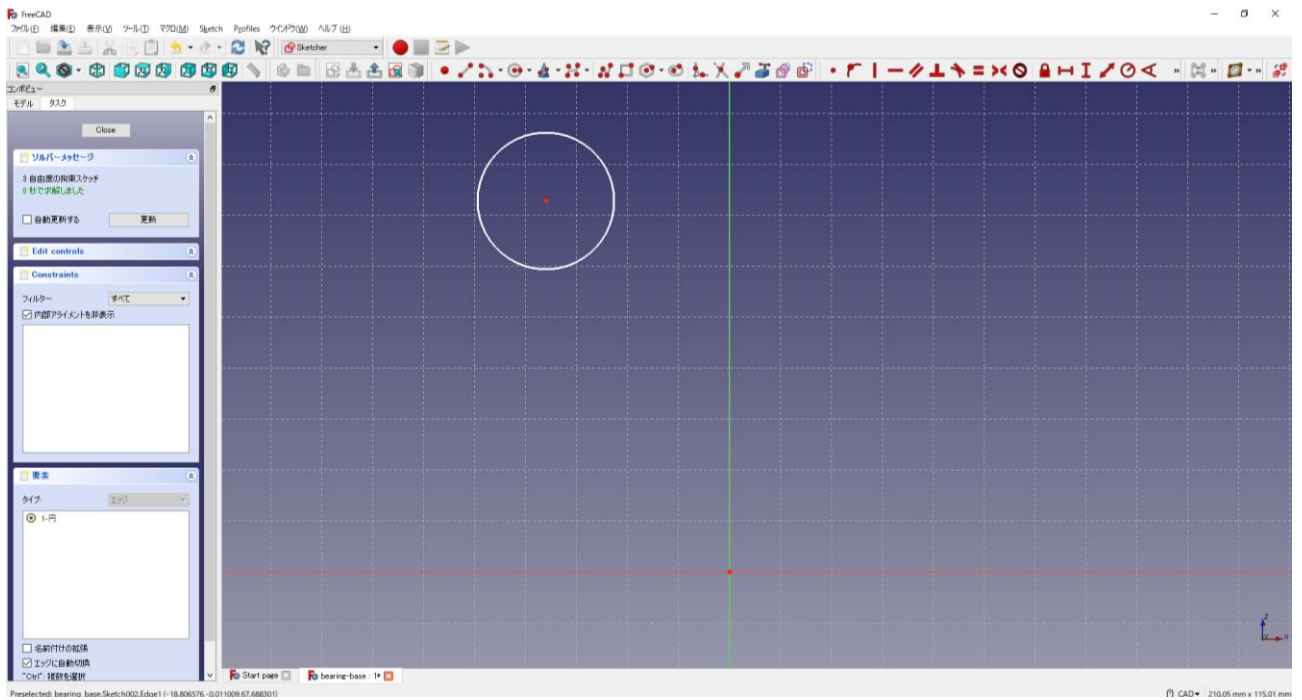 FreeCAD
ファイル(F) 編集(E) 表示(V) ツール(T) マクロ(M) Sketch Profiles ウインドウ(W) ヘルプ(H)
Sketcher
コンボビュー
モデル タスク
Close
ソルバーメッセージ
3 自由度の拘束スケッチ
0 秒で求解しました
自動更新する 更新
Edit controls
Constraints
フィルター: すべて
内部アライメントを非表示
要素
タイプ: エッジ
1-円
名前付けの拡張
エッジに自動切換
"Ctrl": 複数を選択
Start page bearing-base : 1*
Z
Y X
Preselected: bearing_base.Sketch002.Edge1 (-18.806576,-0.011009,67.688301)
CAD 210.05 mm x 115.01 mm